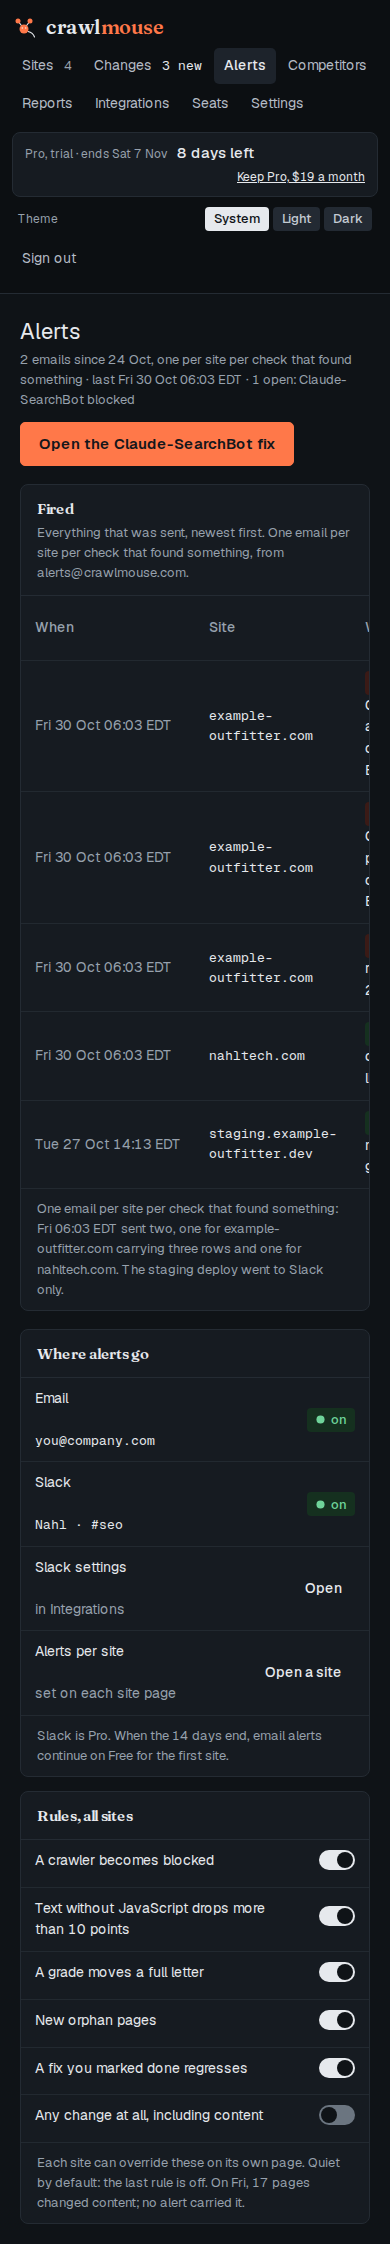 crawlmouse
Sites 4 Changes 3 new Alerts Competitors
Reports Integrations Seats Settings
Pro, trial · ends Sat 7 Nov 8 days left
Keep Pro, $19 a month
Theme System Light Dark
Sign out
Alerts
2 emails since 24 Oct, one per site per check that found
something · last Fri 30 Oct 06:03 EDT · 1 open: Claude-
SearchBot blocked
Open the Claude-SearchBot fix
Fired
Everything that was sent, newest first. One email per
site per check that found something, from
alerts@crawlmouse.com.
When Site
Fri 30 Oct 06:03 EDT example-
outfitter.com
Fri 30 Oct 06:03 EDT example-
outfitter.com
Fri 30 Oct 06:03 EDT example-
outfitter.com
Fri 30 Oct 06:03 EDT nahltech.com
Tue 27 Oct 14:13 EDT staging.example-
outfitter.dev
One email per site per check that found something:
Fri 06:03 EDT sent two, one for example-
outfitter.com carrying three rows and one for
nahltech.com. The staging deploy went to Slack
only.
Where alerts go
Email
on
you@company.com
Slack
on
Nahl · #seo
Slack settings
Open
in Integrations
Alerts per site
Open a site
set on each site page
Slack is Pro. When the 14 days end, email alerts
continue on Free for the first site.
Rules, all sites
A crawler becomes blocked
Text without JavaScript drops more
than 10 points
A grade moves a full letter
New orphan pages
A fix you marked done regresses
Any change at all, including content
Each site can override these on its own page. Quiet
by default: the last rule is off. On Fri, 17 pages
changed content; no alert carried it.